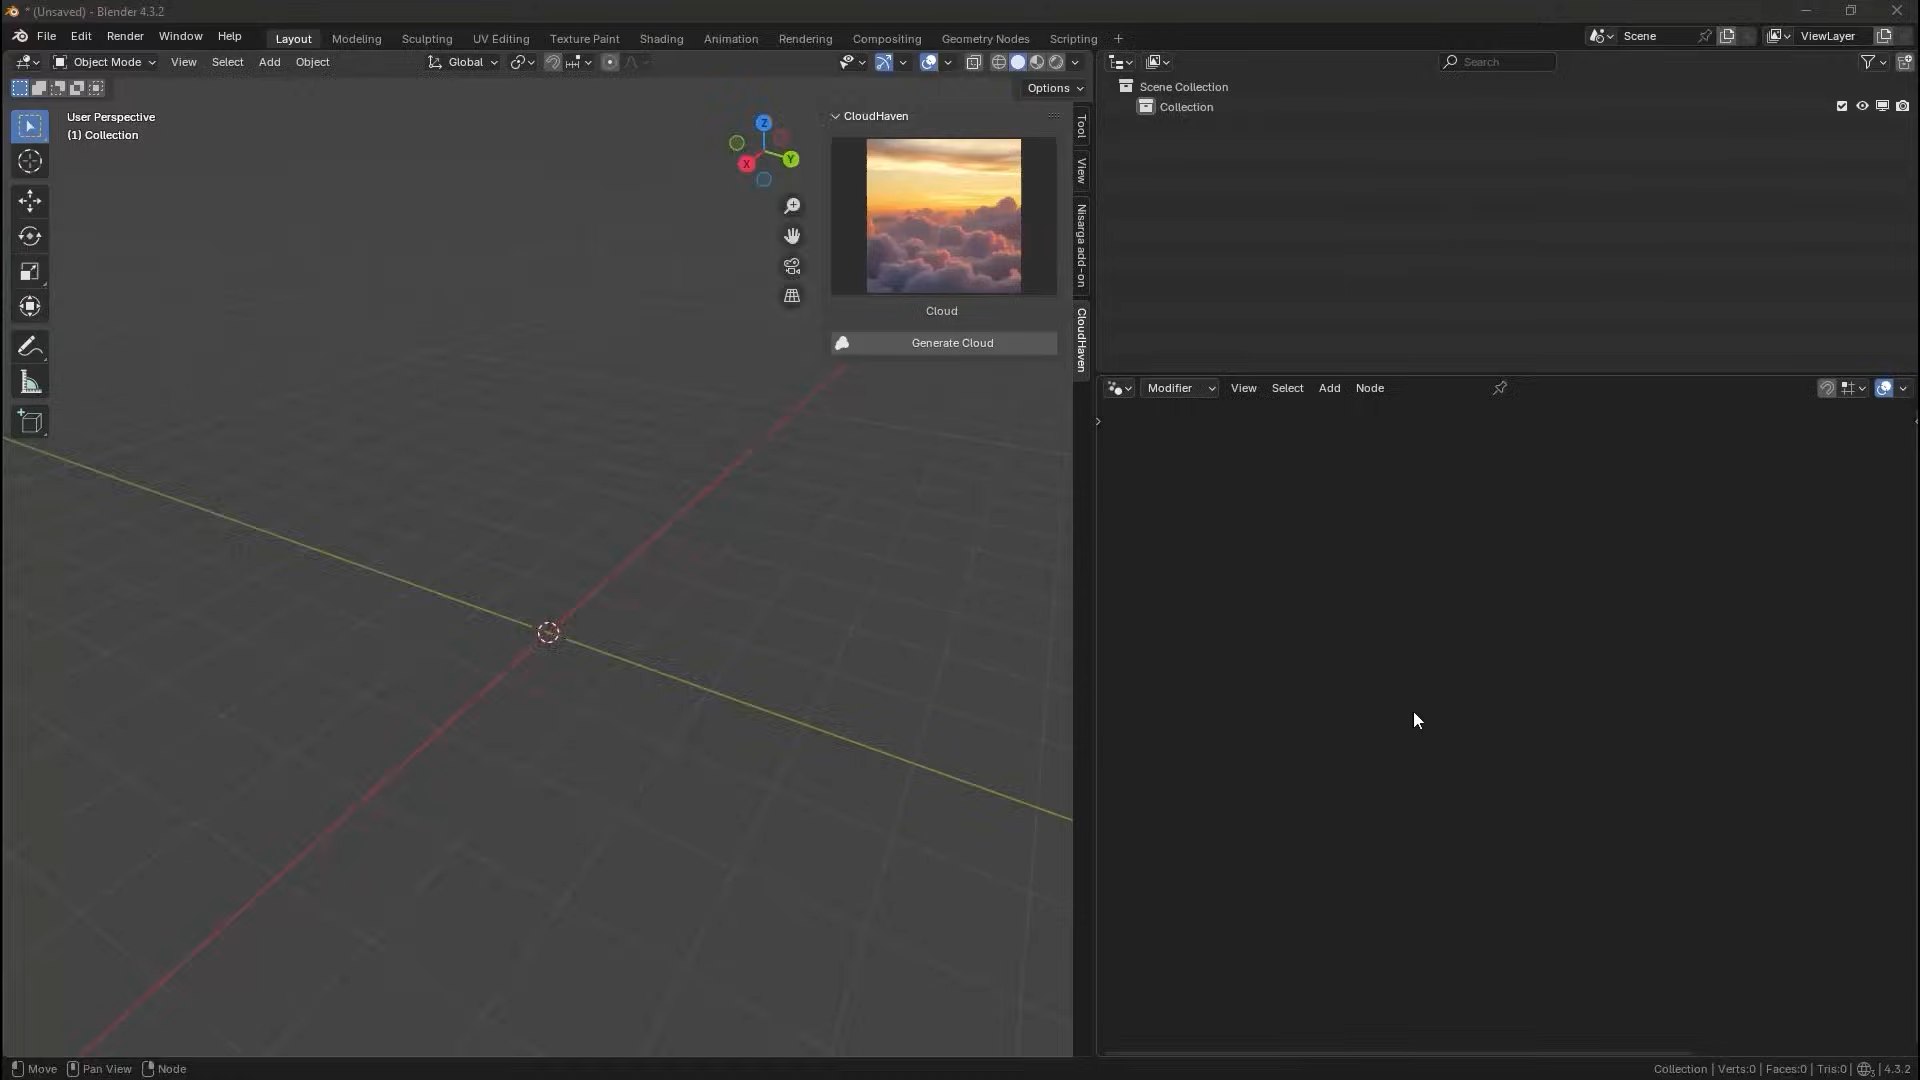 * (Unsaved) - Blender 4.3.2
File Edit Render Window Help Layout Modeling Sculpting UV Editing Texture Paint Shading Animation Rendering Compositing Geometry Nodes Scripting + Scene ViewLayer
Object Mode View Select Add Object Global
Search
Options
User Perspective
(1) Collection
Z
Y
X
CloudHaven
Cloud
Generate Cloud
Tool
View
Nisarga add-on
CloudHaven
Scene Collection
Collection
Modifier View Select Add Node
Move Pan View Node
Collection | Verts:0 | Faces:0 | Tris:0 | 4.3.2